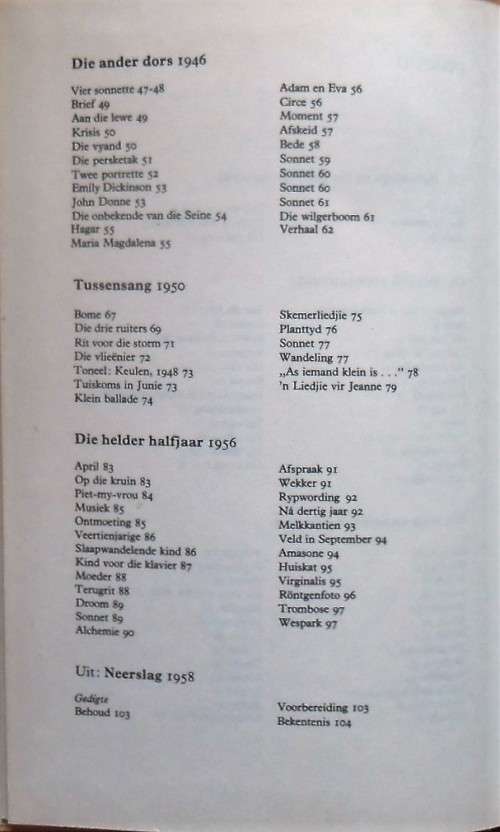 Die ander dors 1946
Vier sonnette 47-48
Brief 49
Aan die lewe 49
Krisis 50
Die vyand 50
Die persketak 51
Twee portrette 52
Emily Dickinson 53
John Donne 53
Die onbekende van die Seine 54
Hagar 55
Maria Magdalena 55
Adam en Eva 56
Circe 56
Moment 57
Afskeid 57
Bede 58
Sonnet 59
Sonnet 60
Sonnet 60
Sonnet 61
Die wilgerboom 61
Verhaal 62
Tussensang 1950
Bome 67
Die drie ruiters 69
Rit voor die storm 71
Die vlieënier 72
Toneel: Keulen, 1948 73
Tuiskoms in Junie 73
Klein ballade 74
Skemerliedjie 75
Planttyd 76
Sonnet 77
Wandeling 77
„As iemand klein is . . .” 78
'n Liedjie vir Jeanne 79
Die helder halfjaar 1956
April 83
Op die kruin 83
Piet-my-vrou 84
Musiek 85
Ontmoeting 85
Veertienjarige 86
Slaapwandelende kind 86
Kind voor die klavier 87
Moeder 88
Terugrit 88
Droom 89
Sonnet 89
Alchemie 90
Afspraak 91
Wekker 91
Rypwording 92
Ná dertig jaar 92
Melkkantien 93
Veld in September 94
Amasone 94
Huiskat 95
Virginalis 95
Röntgenfoto 96
Trombose 97
Wespark 97
Uit: Neerslag 1958
Gedigte
Behoud 103
Voorbereiding 103
Bekentenis 104